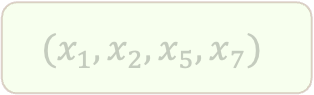 (x₁, x₂, x₅, x₇)